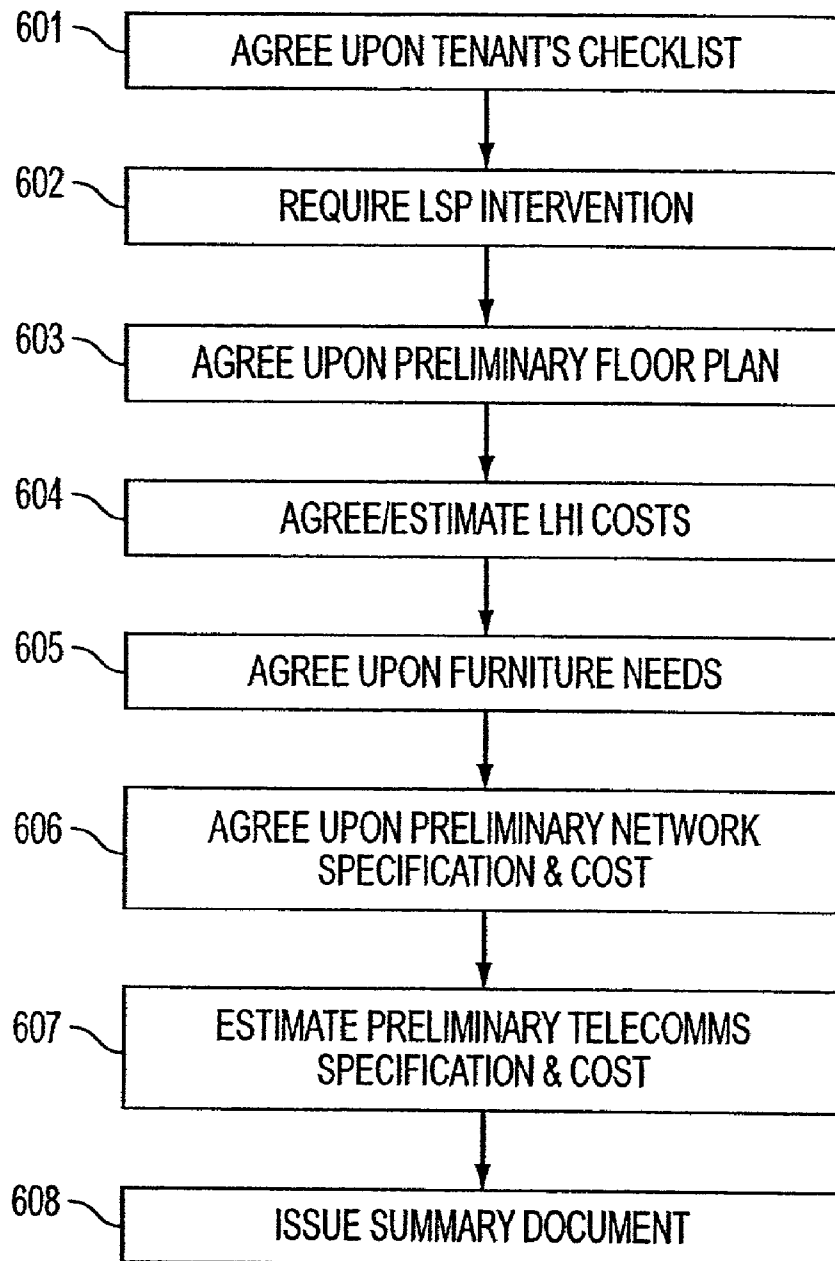 601 AGREE UPON TENANT'S CHECKLIST
602 REQUIRE LSP INTERVENTION
603 AGREE UPON PRELIMINARY FLOOR PLAN
604 AGREE/ESTIMATE LHI COSTS
605 AGREE UPON FURNITURE NEEDS
606 AGREE UPON PRELIMINARY NETWORK
SPECIFICATION & COST
607 ESTIMATE PRELIMINARY TELECOMMS
SPECIFICATION & COST
608 ISSUE SUMMARY DOCUMENT